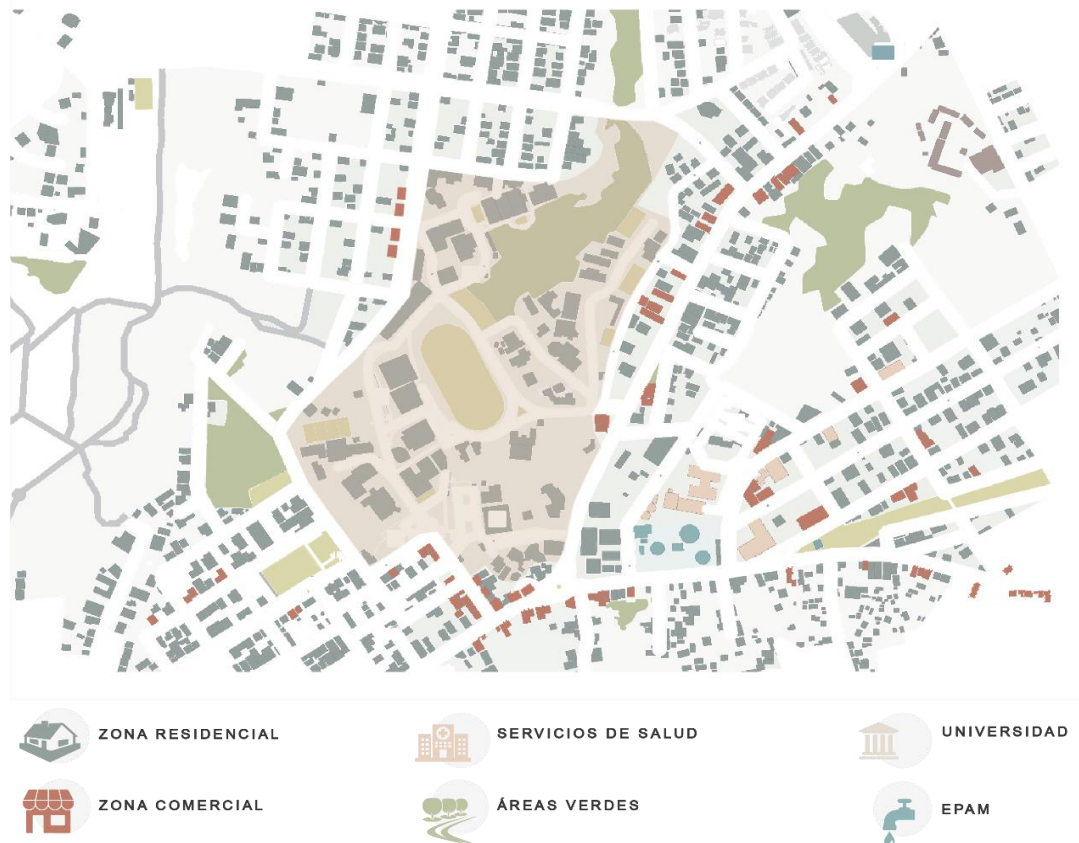 ZONA RESIDENCIAL
SERVICIOS DE SALUD
UNIVERSIDAD
ZONA COMERCIAL
ÁREAS VERDES
EPAM